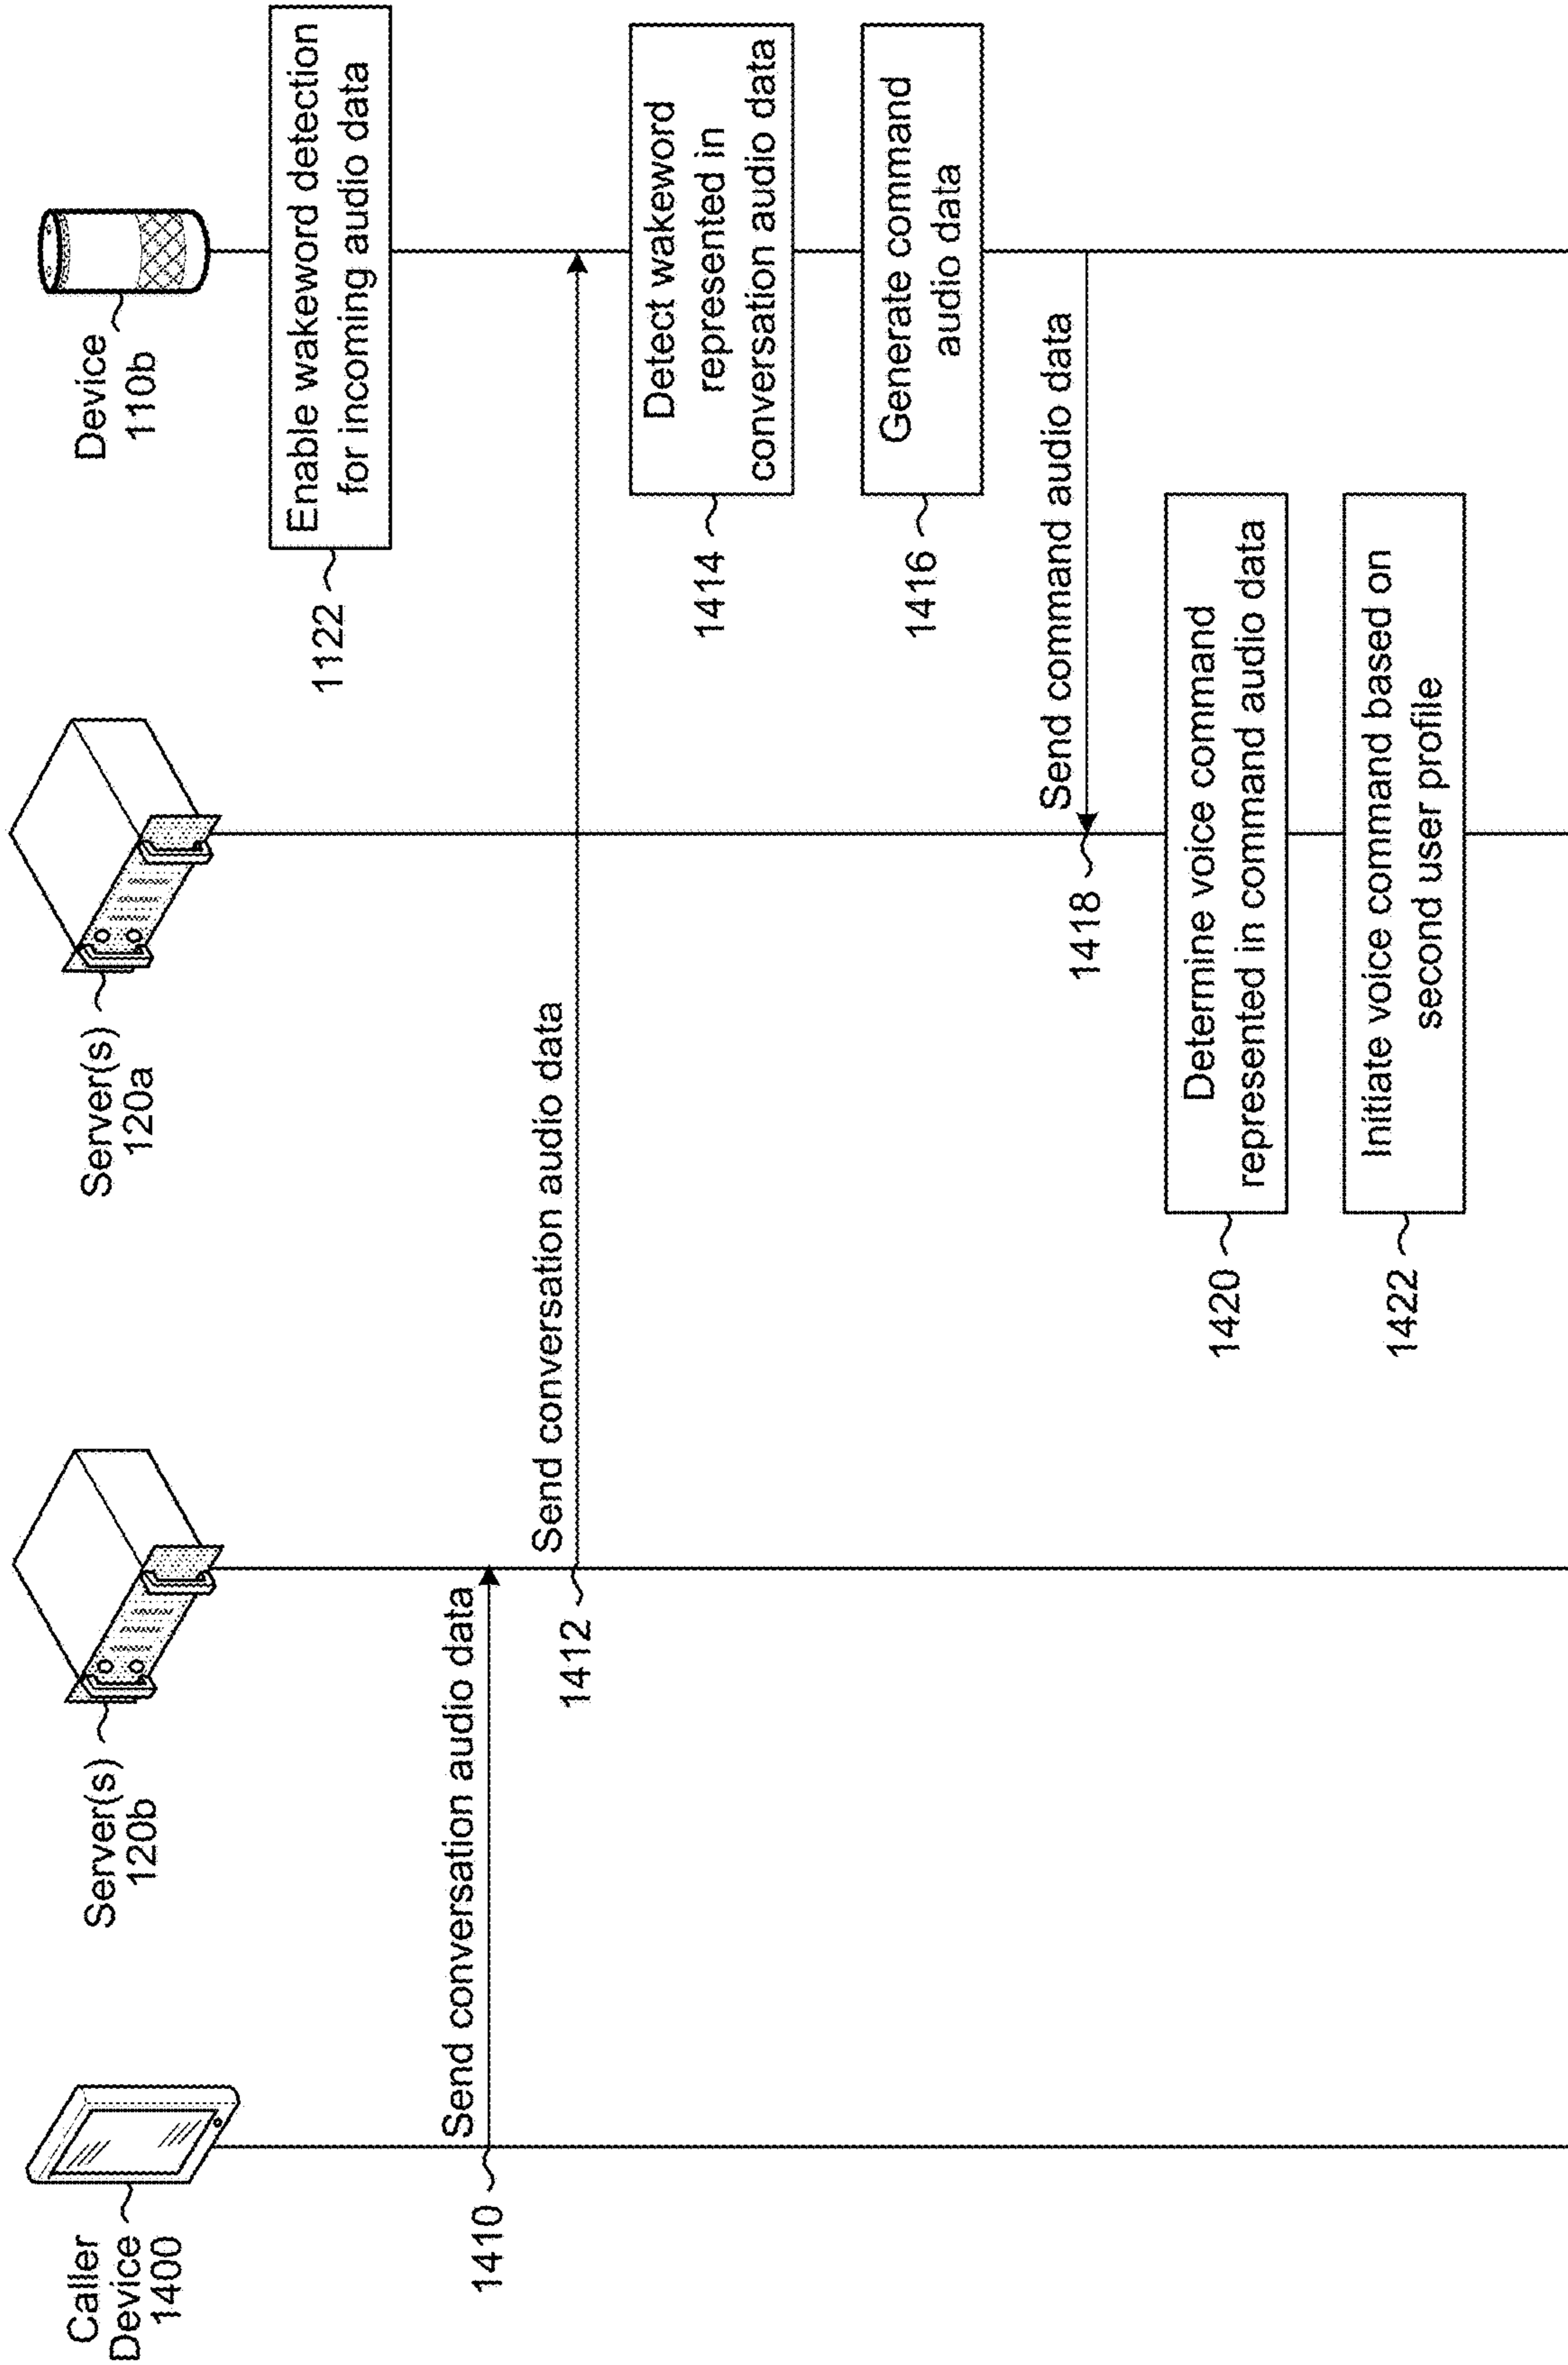 Caller
Device
1400
Server(s)
120b
Server(s)
120a
Device
110b
Enable wakeword detection
for incoming audio data
1122
Send conversation audio data
1410
Send conversation audio data
1412
Detect wakeword
represented in
conversation audio data
1414
Generate command
audio data
1416
Send command audio data
1418
Determine voice command
represented in command audio data
1420
Initiate voice command based on
second user profile
1422